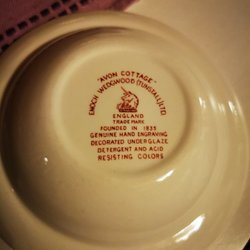 "AVON COTTAGE"
ENOCH WEDGWOOD (TUNSTALL) LTD
ENGLAND
TRADE MARK
FOUNDED IN 1835
GENUINE HAND ENGRAVING
DECORATED UNDERGLAZE
DETERGENT AND ACID
RESISTING COLORS